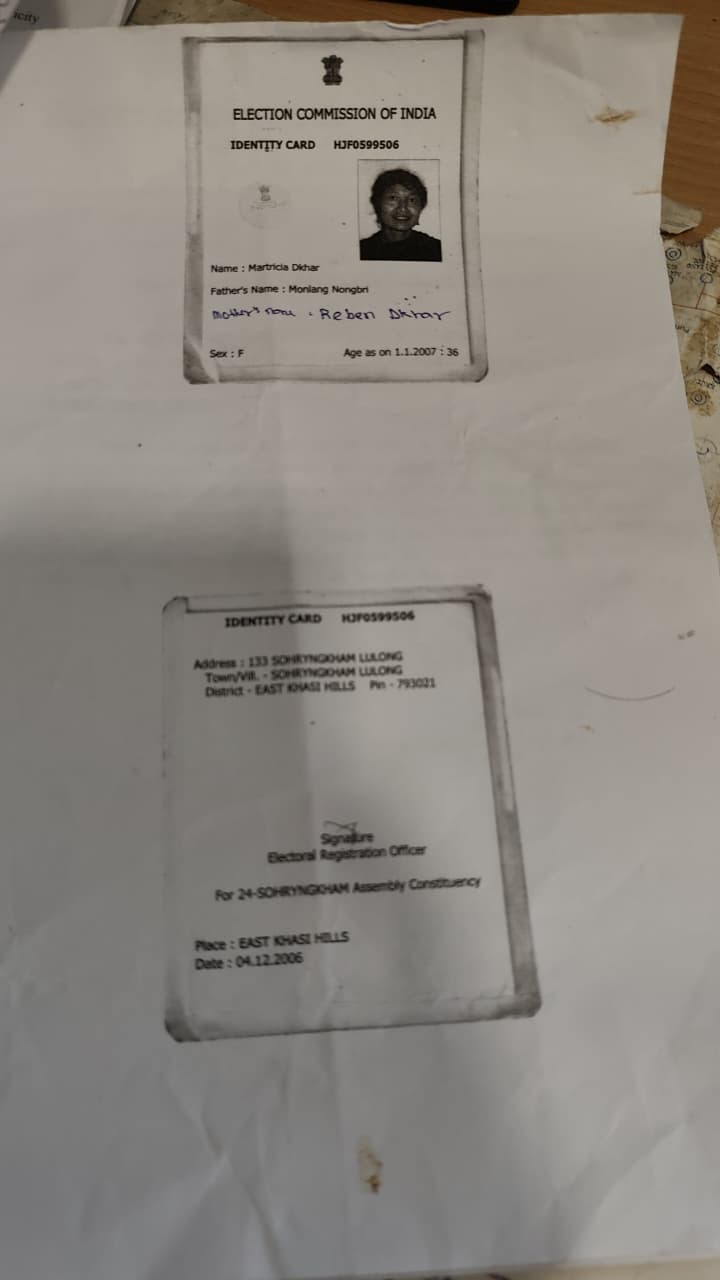 icity
ELECTION COMMISSION OF INDIA
IDENTITY CARD HJF0599506
Name : Martricia Dkhar
Father's Name : Monlang Nongbri
Mother's name : Reben Dkhar
Sex : F Age as on 1.1.2007 : 36
IDENTITY CARD HJF0599506
Address : 133 SOHRYNGKHAM LULONG
Town/Vill. - SOHRYNGKHAM LULONG
District - EAST KHASI HILLS Pin - 793021
Signature
Electoral Registration Officer
For 24-SOHRYNGKHAM Assembly Constituency
Place : EAST KHASI HILLS
Date : 04.12.2006